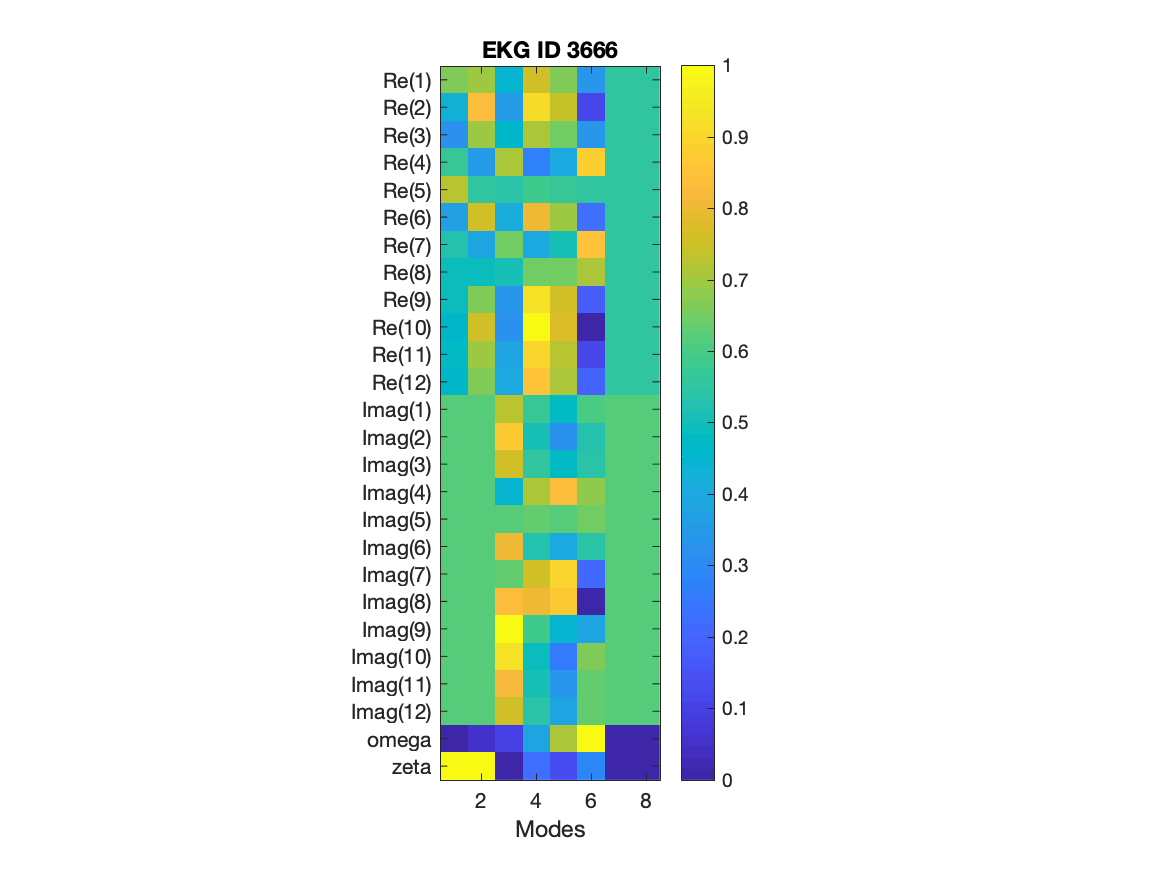 EKG ID 3666
Re(1)
Re(2)
Re(3)
Re(4)
Re(5)
Re(6)
Re(7)
Re(8)
Re(9)
Re(10)
Re(11)
Re(12)
Imag(1)
Imag(2)
Imag(3)
Imag(4)
Imag(5)
Imag(6)
Imag(7)
Imag(8)
Imag(9)
Imag(10)
Imag(11)
Imag(12)
omega
zeta
2 4 6 8
Modes
1
0.9
0.8
0.7
0.6
0.5
0.4
0.3
0.2
0.1
0